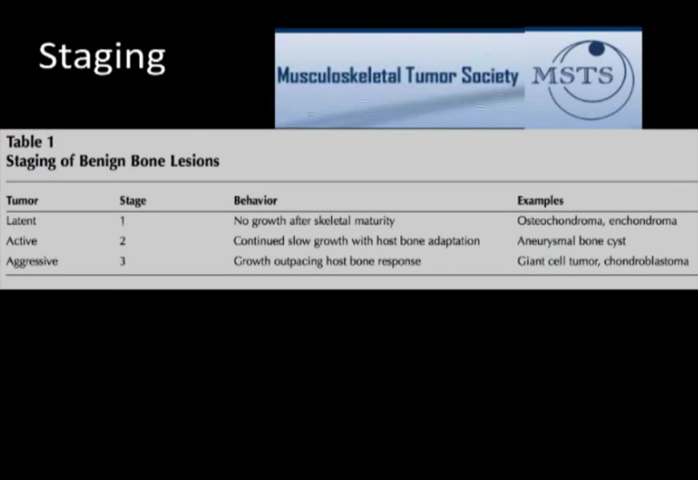 Staging
Musculoskeletal Tumor Society MSTS
Table 1
Staging of Benign Bone Lesions
Tumor Stage Behavior Examples
Latent 1 No growth after skeletal maturity Osteochondroma, enchondroma
Active 2 Continued slow growth with host bone adaptation Aneurysmal bone cyst
Aggressive 3 Growth outpacing host bone response Giant cell tumor, chondroblastoma